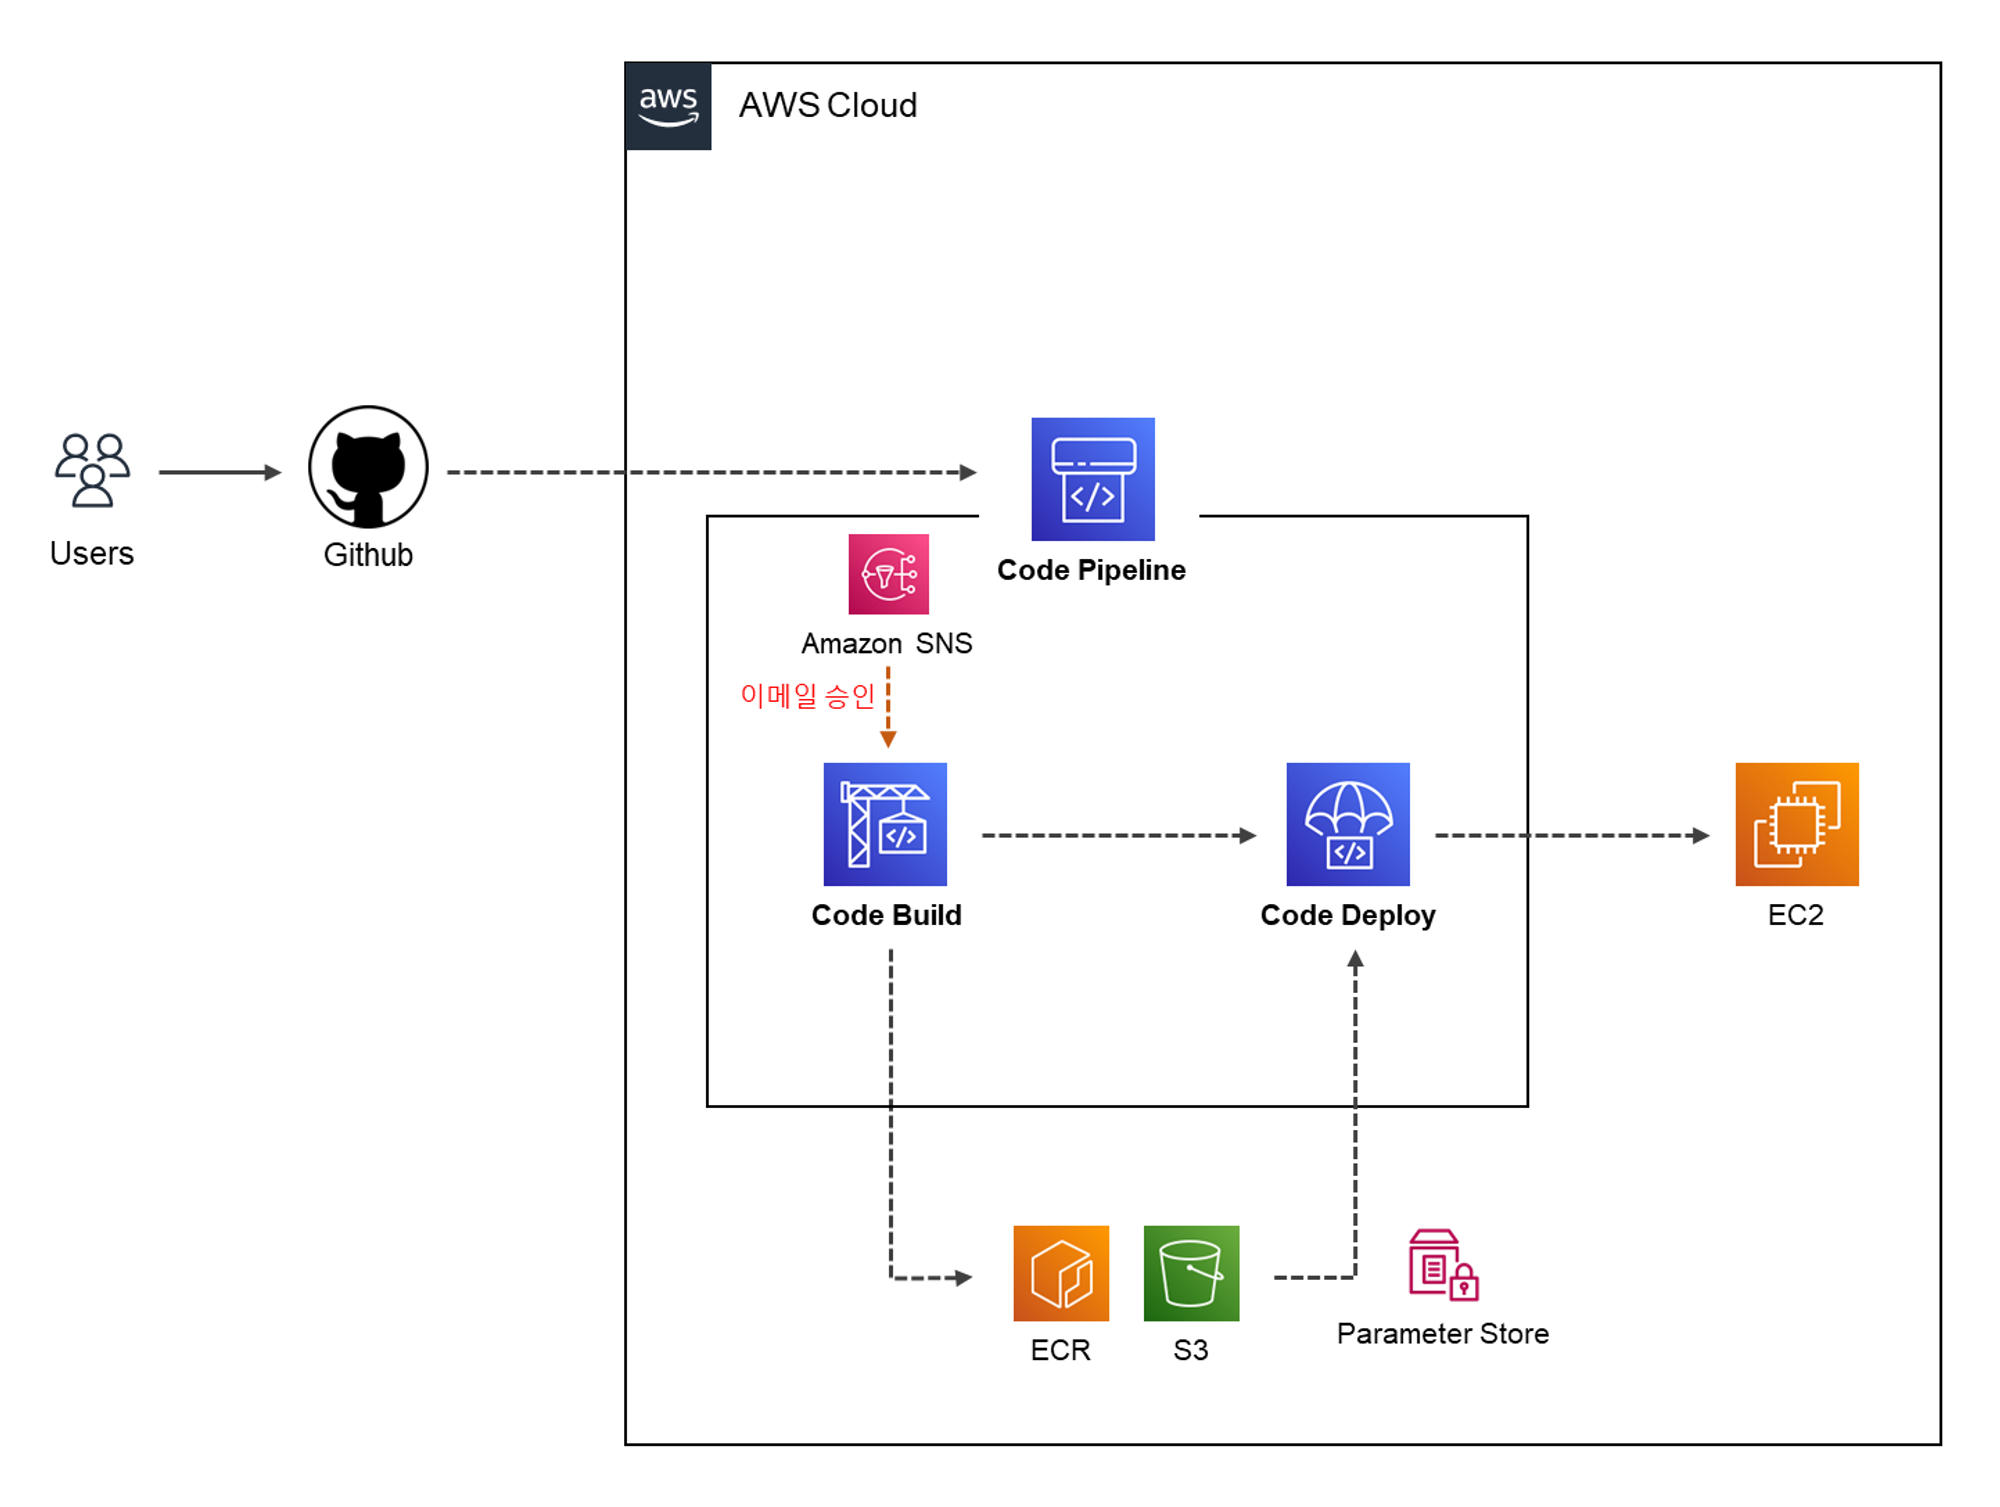 aws
AWS Cloud
Users
Github
Code Pipeline
Amazon SNS
이메일 승인
Code Build
Code Deploy
EC2
ECR
S3
Parameter Store